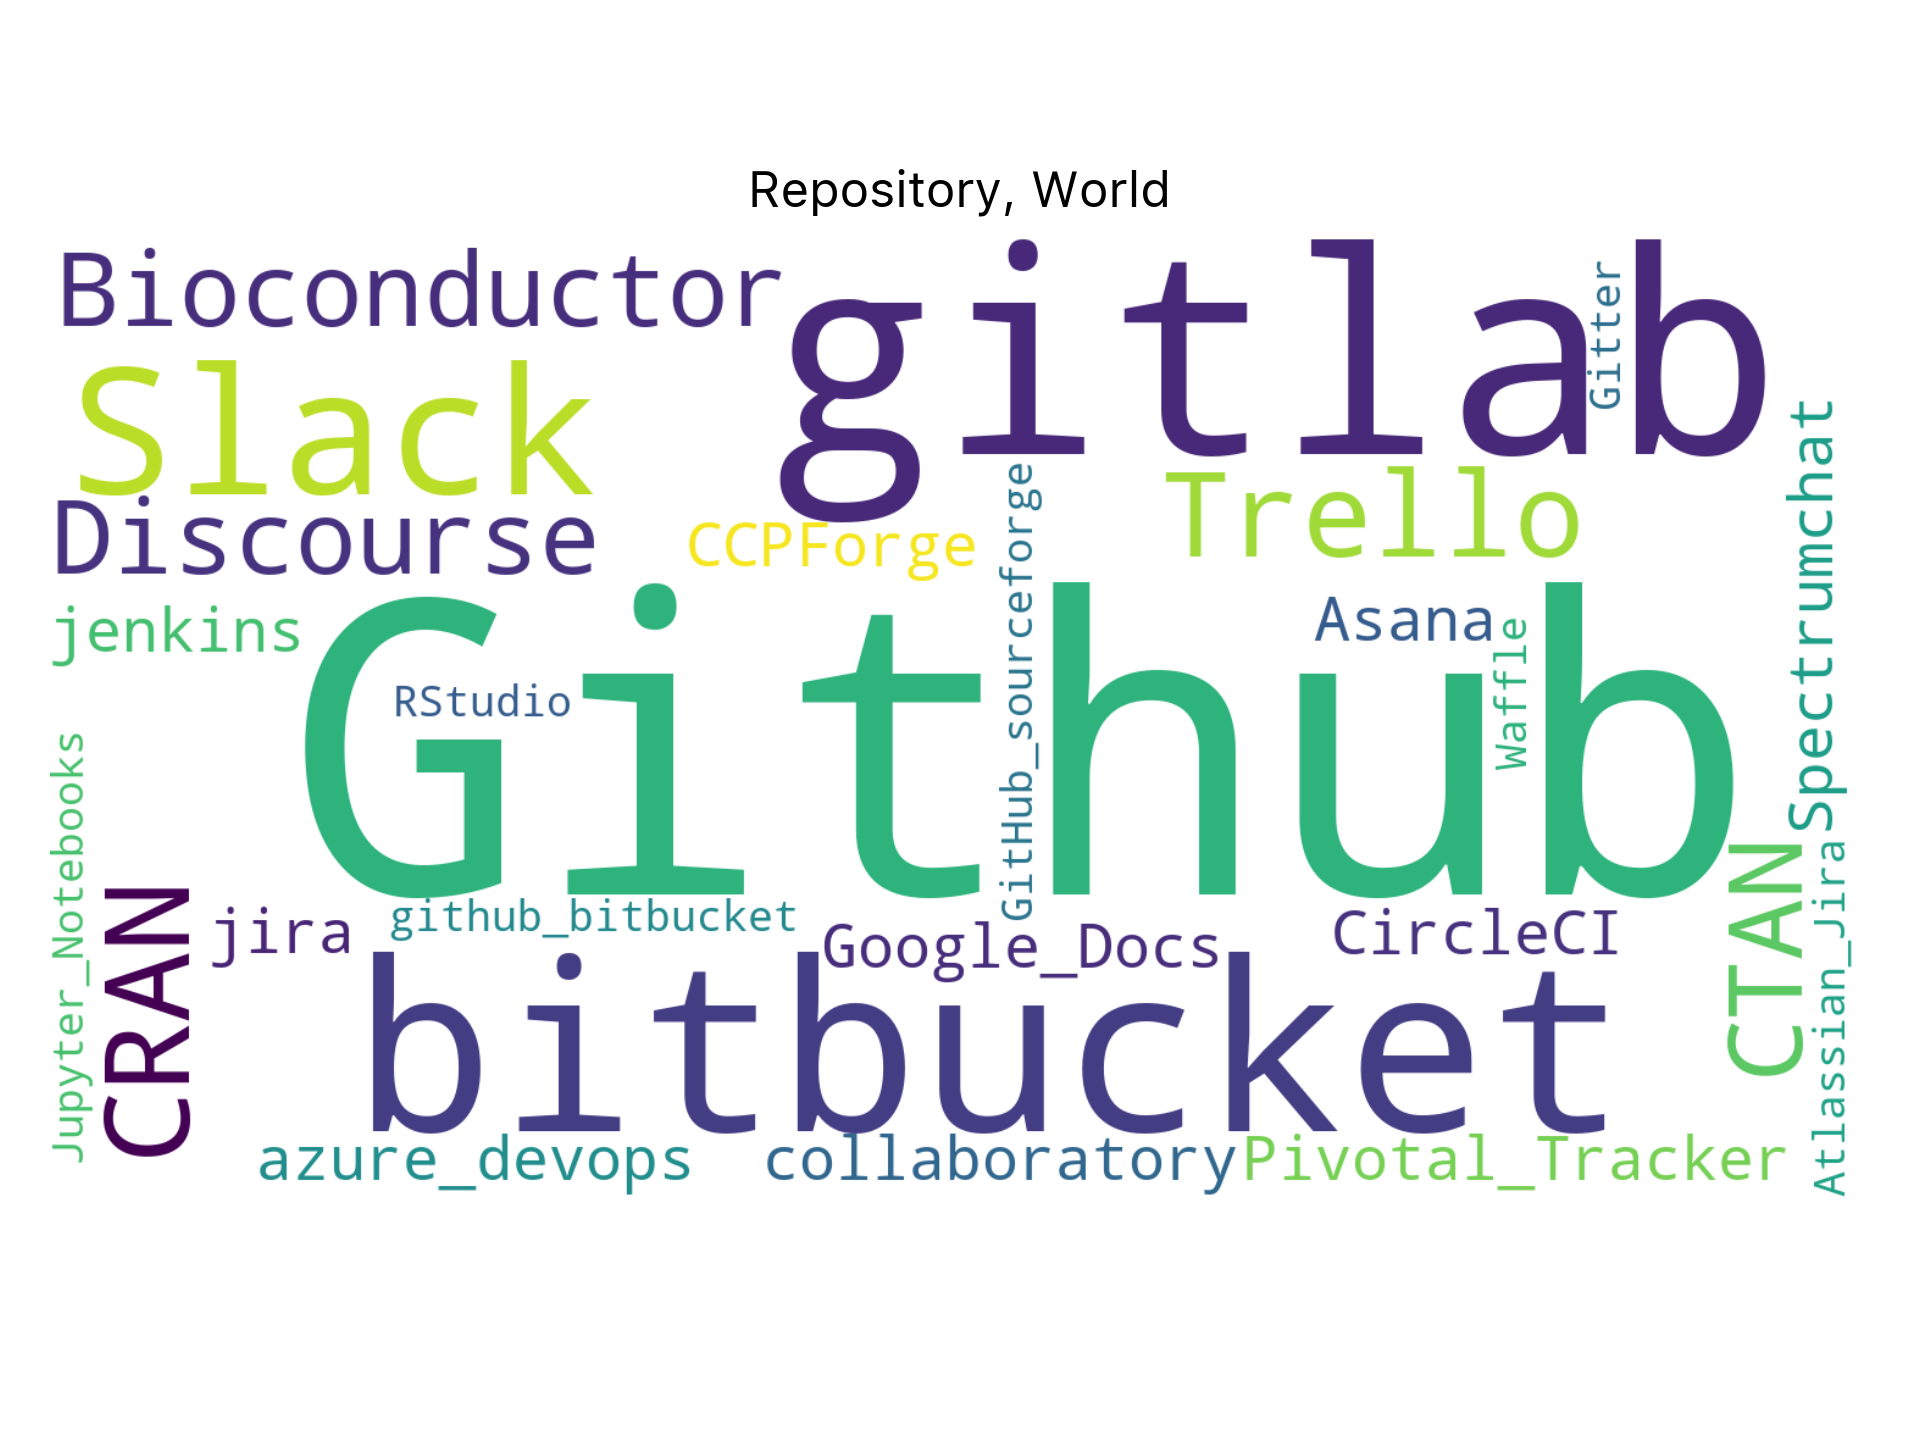 Repository, World
Bioconductor
gitlab
Gitter
Slack
Trello
Discourse
CCPForge
GitHub_sourceforge
Spectrumchat
jenkins
Github
Asana
Waffle
RStudio
Jupyter_Notebooks
CRAN
jira
github_bitbucket
Google_Docs
CircleCI
CTAN
Atlassian_Jira
bitbucket
azure_devops
collaboratory
Pivotal_Tracker